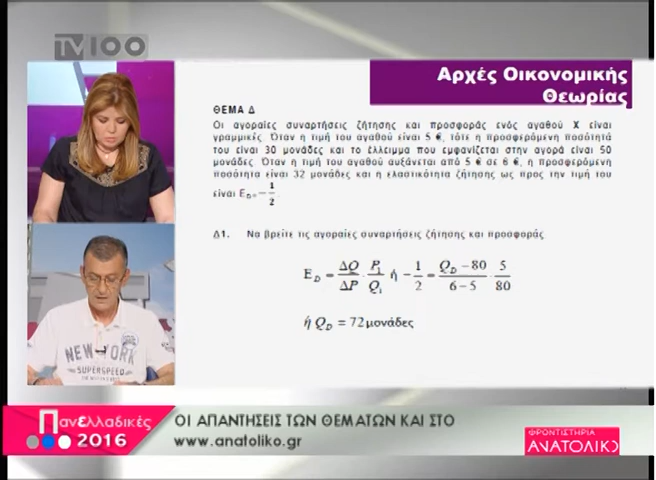 TV100
Αρχές Οικονομικής
Θεωρίας
ΘΕΜΑ Δ
Οι αγοραίες συναρτήσεις ζήτησης και προσφοράς ενός αγαθού Χ είναι
γραμμικές. Όταν η τιμή του αγαθού είναι 5 €, τότε η προσφερόμενη ποσότητά
του είναι 30 μονάδες και το έλλειμμα που εμφανίζεται στην αγορά είναι 50
μονάδες. Όταν η τιμή του αγαθού αυξάνεται από 5 € σε 6 €, η προσφερόμενη
ποσότητα είναι 32 μονάδες και η ελαστικότητα ζήτησης ως προς την τιμή του
είναι E_D=-1/2.
Δ1. Να βρείτε τις αγοραίες συναρτήσεις ζήτησης και προσφοράς
E_D = ΔQ/ΔP · P_1/Q_1 ή -1/2 = Q_D - 80/6-5 · 5/80
ή Q_D = 72 μονάδες
NEW YORK
SUPERSPEED
Πανελλαδικές
2016
ΟΙ ΑΠΑΝΤΗΣΕΙΣ ΤΩΝ ΘΕΜΑΤΩΝ ΚΑΙ ΣΤΟ
www.anatoliko.gr
ΦΡΟΝΤΙΣΤΗΡΙΑ
ΑΝΑΤΟΛΙΚΟ